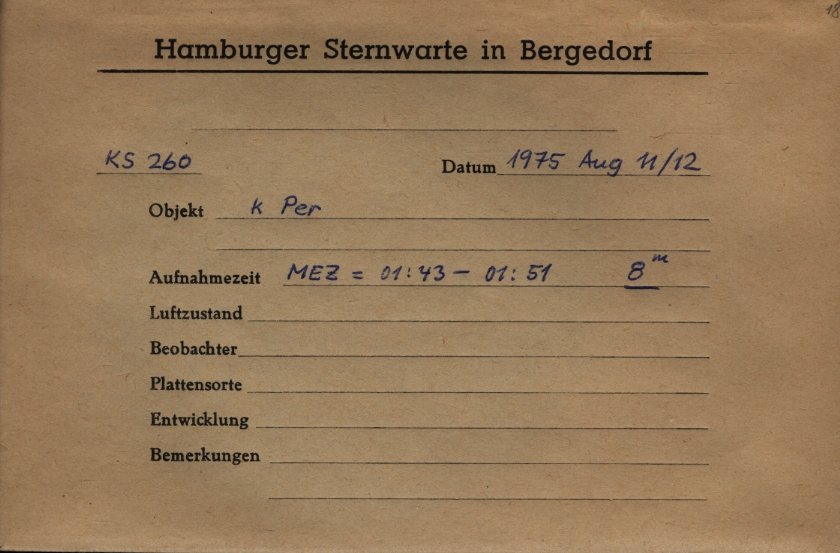 18
Hamburger Sternwarte in Bergedorf
KS 260 Datum 1975 Aug 11/12
Objekt κ Per
Aufnahmezeit MEZ = 01:43 – 01:51 8ᵐ
Luftzustand
Beobachter
Plattensorte
Entwicklung
Bemerkungen